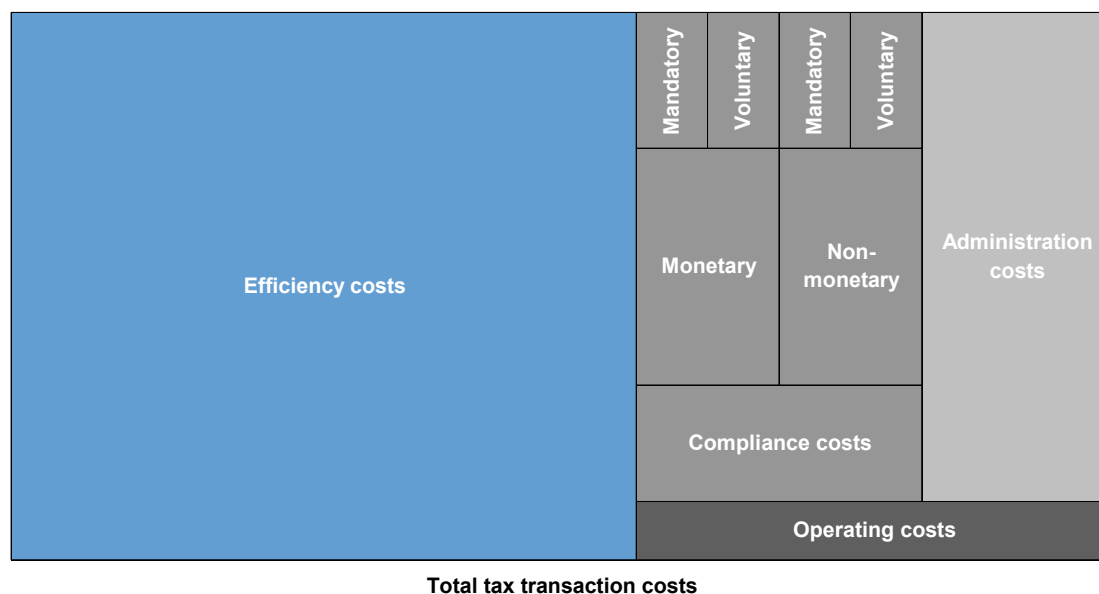 Mandatory
Voluntary
Mandatory
Voluntary
Efficiency costs
Monetary
Non-
monetary
Administration
costs
Compliance costs
Operating costs
Total tax transaction costs